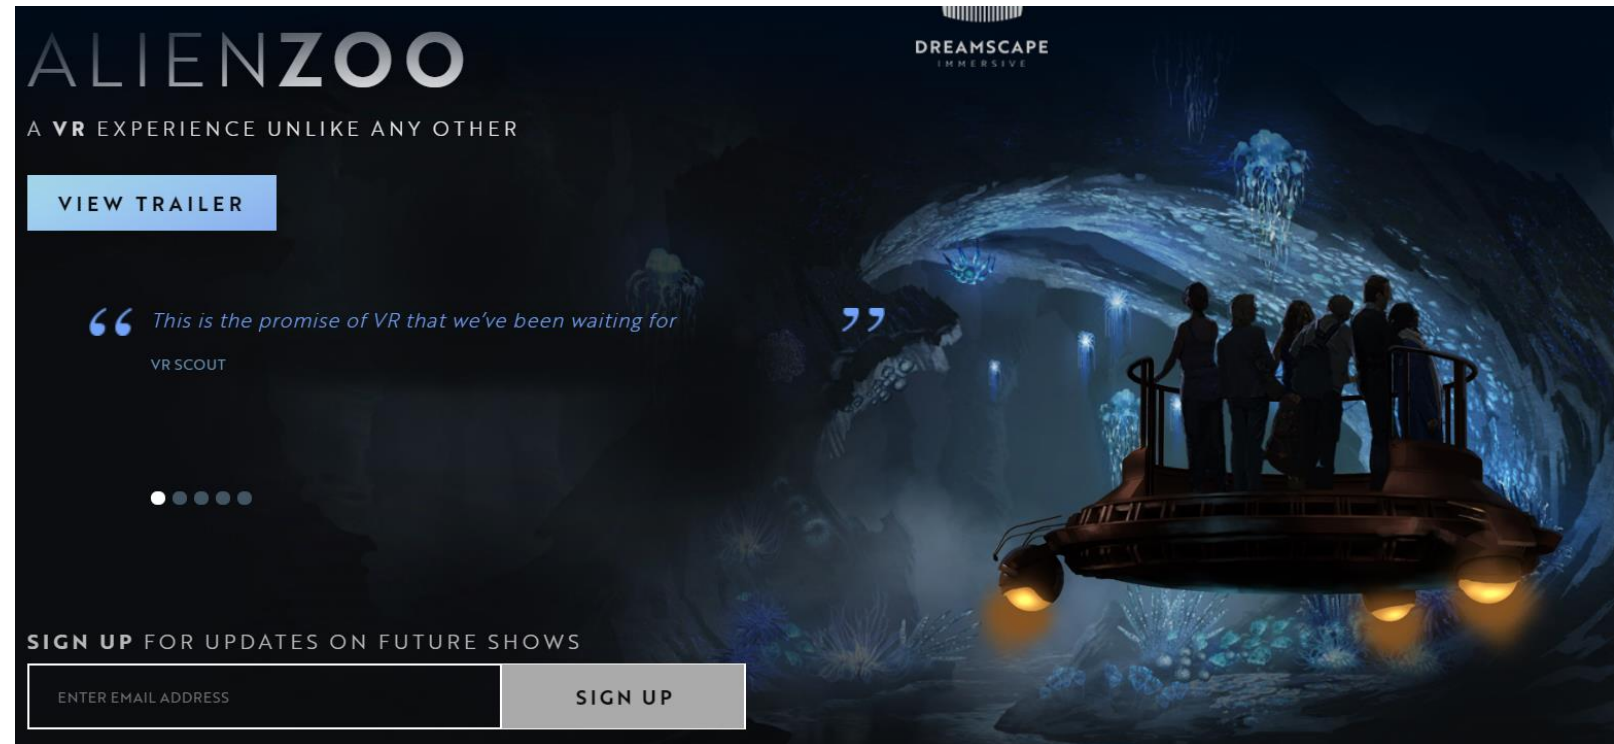 ALIENZOO
DREAMSCAPE
IMMERSIVE
A VR EXPERIENCE UNLIKE ANY OTHER
VIEW TRAILER
“ This is the promise of VR that we’ve been waiting for ”
VR SCOUT
SIGN UP FOR UPDATES ON FUTURE SHOWS
ENTER EMAIL ADDRESS
SIGN UP